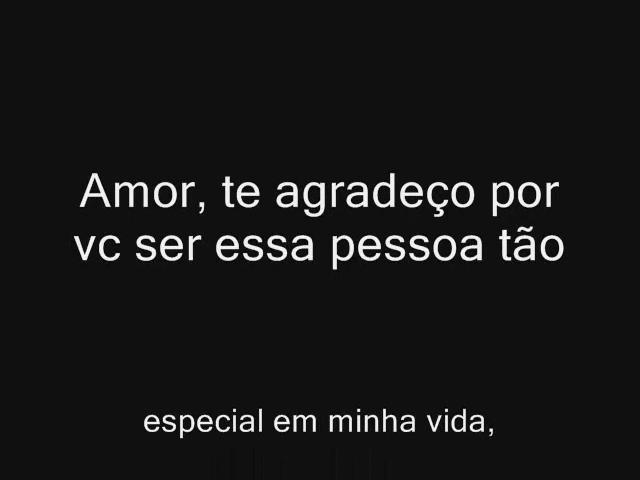 Amor, te agradeço por
vc ser essa pessoa tão
especial em minha vida,